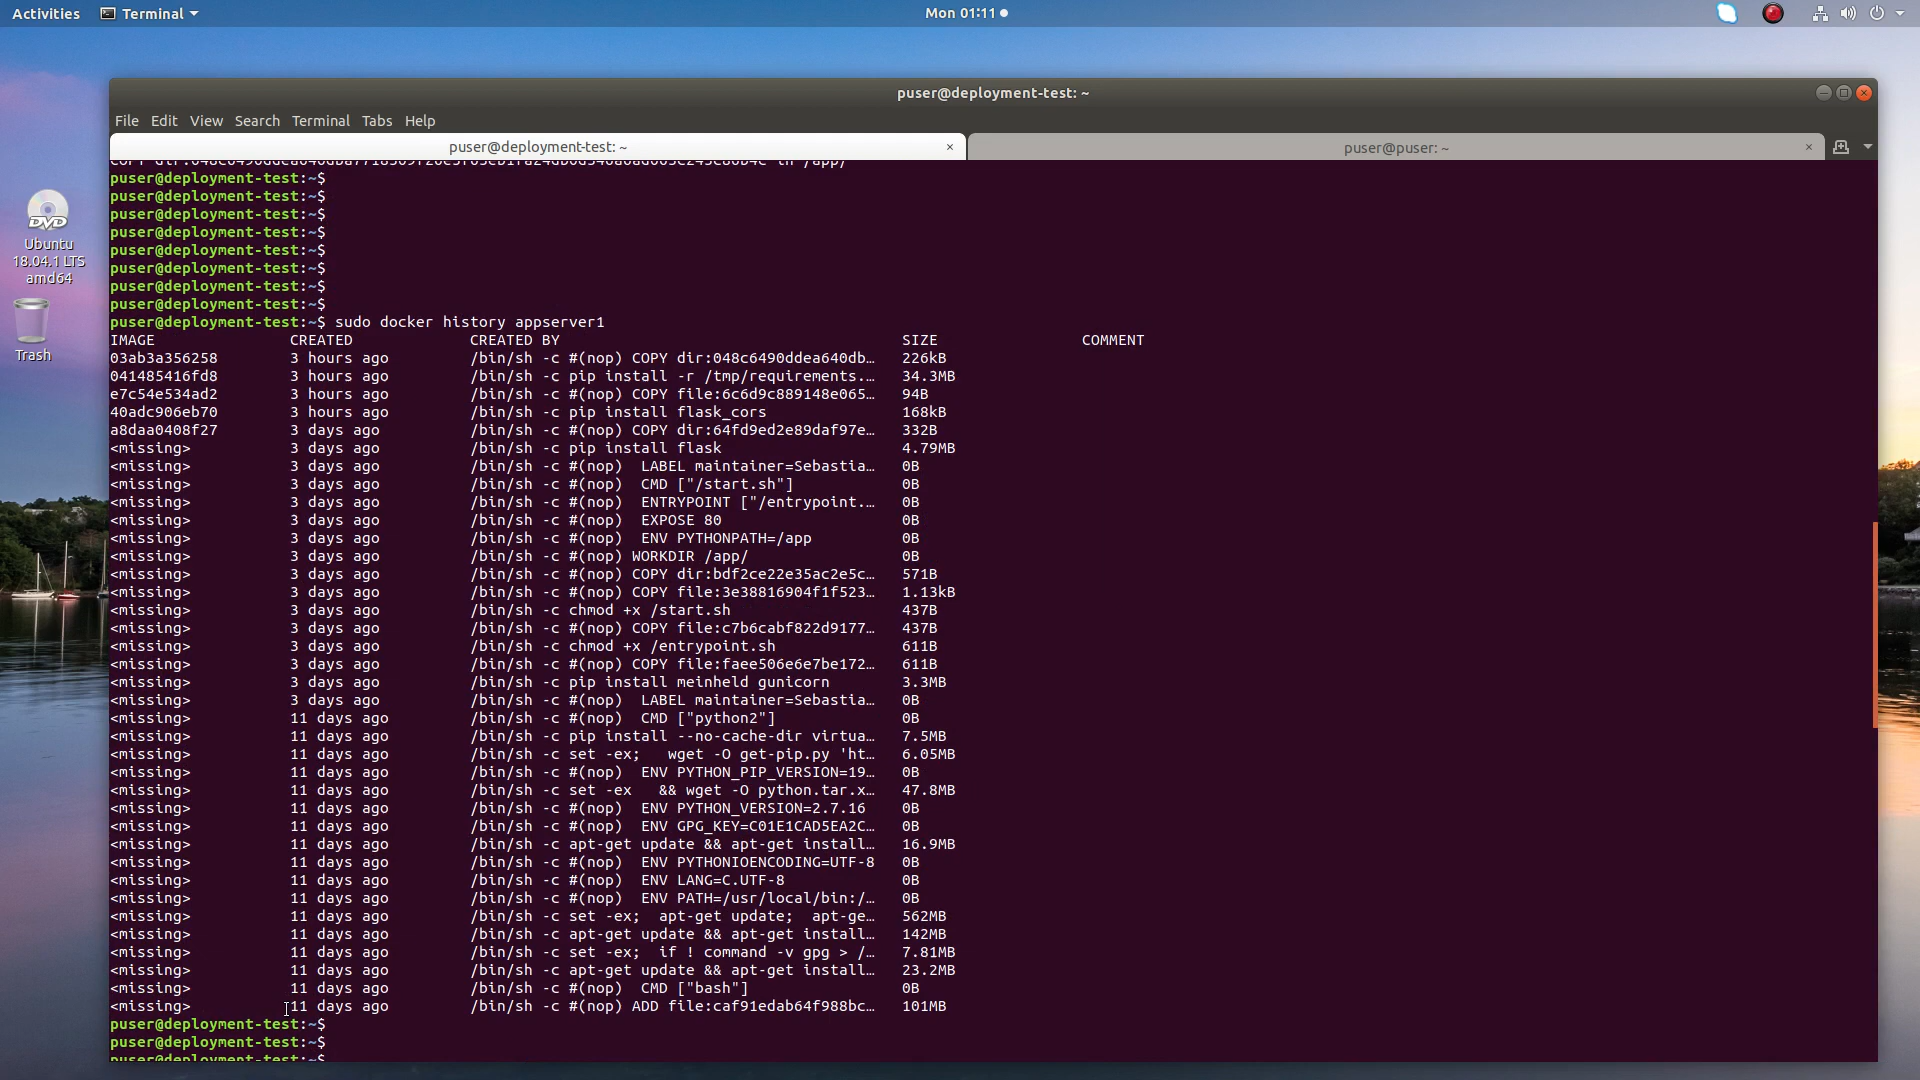 Activities Terminal Mon 01:11
puser@deployment-test: ~
File Edit View Search Terminal Tabs Help
puser@deployment-test: ~ × puser@puser: ~ ×
puser@deployment-test:~$
puser@deployment-test:~$
puser@deployment-test:~$
puser@deployment-test:~$
puser@deployment-test:~$
puser@deployment-test:~$
puser@deployment-test:~$
puser@deployment-test:~$
puser@deployment-test:~$ sudo docker history appserver1
IMAGE CREATED CREATED BY SIZE COMMENT
03ab3a356258 3 hours ago /bin/sh -c #(nop) COPY dir:048c6490ddea640db… 226kB
041485416fd8 3 hours ago /bin/sh -c pip install -r /tmp/requirements.… 34.3MB
e7c54e534ad2 3 hours ago /bin/sh -c #(nop) COPY file:6c6d9c889148e065… 94B
40adc906eb70 3 hours ago /bin/sh -c pip install flask_cors 168kB
a8daa0408f27 3 days ago /bin/sh -c #(nop) COPY dir:64fd9ed2e89daf97e… 332B
<missing> 3 days ago /bin/sh -c pip install flask 4.79MB
<missing> 3 days ago /bin/sh -c #(nop) LABEL maintainer=Sebastia… 0B
<missing> 3 days ago /bin/sh -c #(nop) CMD ["/start.sh"] 0B
<missing> 3 days ago /bin/sh -c #(nop) ENTRYPOINT ["/entrypoint.… 0B
<missing> 3 days ago /bin/sh -c #(nop) EXPOSE 80 0B
<missing> 3 days ago /bin/sh -c #(nop) ENV PYTHONPATH=/app 0B
<missing> 3 days ago /bin/sh -c #(nop) WORKDIR /app/ 0B
<missing> 3 days ago /bin/sh -c #(nop) COPY dir:bdf2ce22e35ac2e5c… 571B
<missing> 3 days ago /bin/sh -c #(nop) COPY file:3e38816904f1f523… 1.13kB
<missing> 3 days ago /bin/sh -c chmod +x /start.sh 437B
<missing> 3 days ago /bin/sh -c #(nop) COPY file:c7b6cabf822d9177… 437B
<missing> 3 days ago /bin/sh -c chmod +x /entrypoint.sh 611B
<missing> 3 days ago /bin/sh -c #(nop) COPY file:faee506e6e7be172… 611B
<missing> 3 days ago /bin/sh -c pip install meinheld gunicorn 3.3MB
<missing> 3 days ago /bin/sh -c #(nop) LABEL maintainer=Sebastia… 0B
<missing> 11 days ago /bin/sh -c #(nop) CMD ["python2"] 0B
<missing> 11 days ago /bin/sh -c pip install --no-cache-dir virtua… 7.5MB
<missing> 11 days ago /bin/sh -c set -ex; wget -O get-pip.py 'ht… 6.05MB
<missing> 11 days ago /bin/sh -c #(nop) ENV PYTHON_PIP_VERSION=19… 0B
<missing> 11 days ago /bin/sh -c set -ex && wget -O python.tar.x… 47.8MB
<missing> 11 days ago /bin/sh -c #(nop) ENV PYTHON_VERSION=2.7.16 0B
<missing> 11 days ago /bin/sh -c #(nop) ENV GPG_KEY=C01E1CAD5EA2C… 0B
<missing> 11 days ago /bin/sh -c apt-get update && apt-get install… 16.9MB
<missing> 11 days ago /bin/sh -c #(nop) ENV PYTHONIOENCODING=UTF-8 0B
<missing> 11 days ago /bin/sh -c #(nop) ENV LANG=C.UTF-8 0B
<missing> 11 days ago /bin/sh -c #(nop) ENV PATH=/usr/local/bin:/… 0B
<missing> 11 days ago /bin/sh -c set -ex; apt-get update; apt-ge… 562MB
<missing> 11 days ago /bin/sh -c apt-get update && apt-get install… 142MB
<missing> 11 days ago /bin/sh -c set -ex; if ! command -v gpg > /… 7.81MB
<missing> 11 days ago /bin/sh -c apt-get update && apt-get install… 23.2MB
<missing> 11 days ago /bin/sh -c #(nop) CMD ["bash"] 0B
<missing> 11 days ago /bin/sh -c #(nop) ADD file:caf91edab64f988bc… 101MB
puser@deployment-test:~$
puser@deployment-test:~$
puser@deployment-test:~$
DVD
Ubuntu
18.04.1 LTS
amd64
Trash